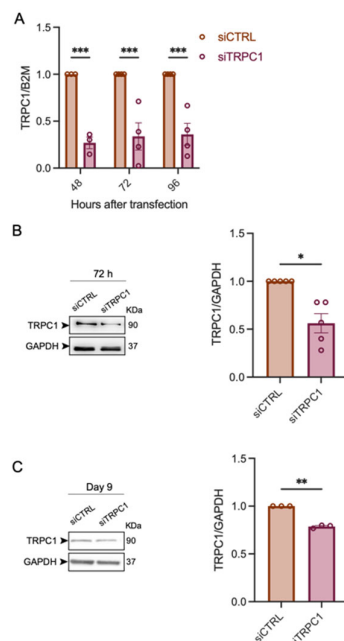 A
siCTRL
siTRPC1
*** *** ***
TRPC1/B2M
1.5
1.0
0.5
0.0
48 72 96
Hours after transfection
B
72 h
siCTRL siTRPC1
KDa
TRPC1 90
GAPDH 37
TRPC1/GAPDH
1.5
1.0
0.5
0.0
*
siCTRL siTRPC1
C
Day 9
siCTRL siTRPC1
KDa
TRPC1 90
GAPDH 37
TRPC1/GAPDH
1.5
1.0
0.5
0.0
**
siCTRL siTRPC1